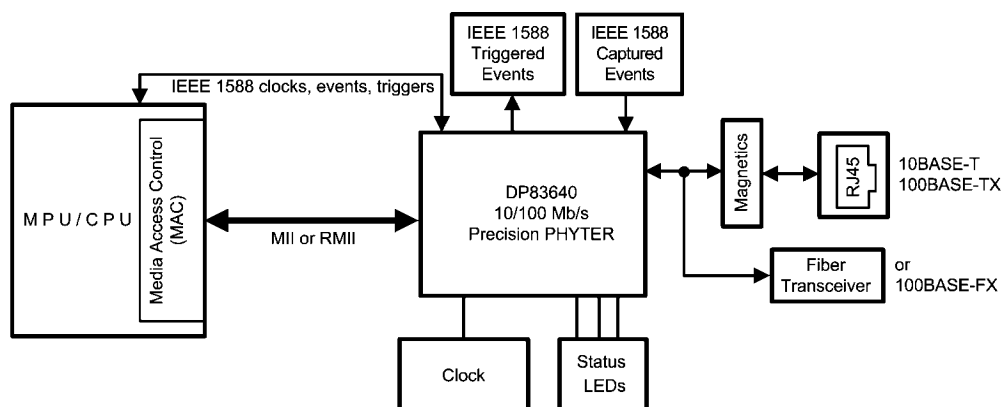 IEEE 1588
Triggered
Events
IEEE 1588
Captured
Events
IEEE 1588 clocks, events, triggers
MPU/CPU
Media Access Control
(MAC)
MII or RMII
DP83640
10/100 Mb/s
Precision PHYTER
Magnetics
RJ45
10BASE-T
100BASE-TX
Fiber
Transceiver
or
100BASE-FX
Clock
Status
LEDs